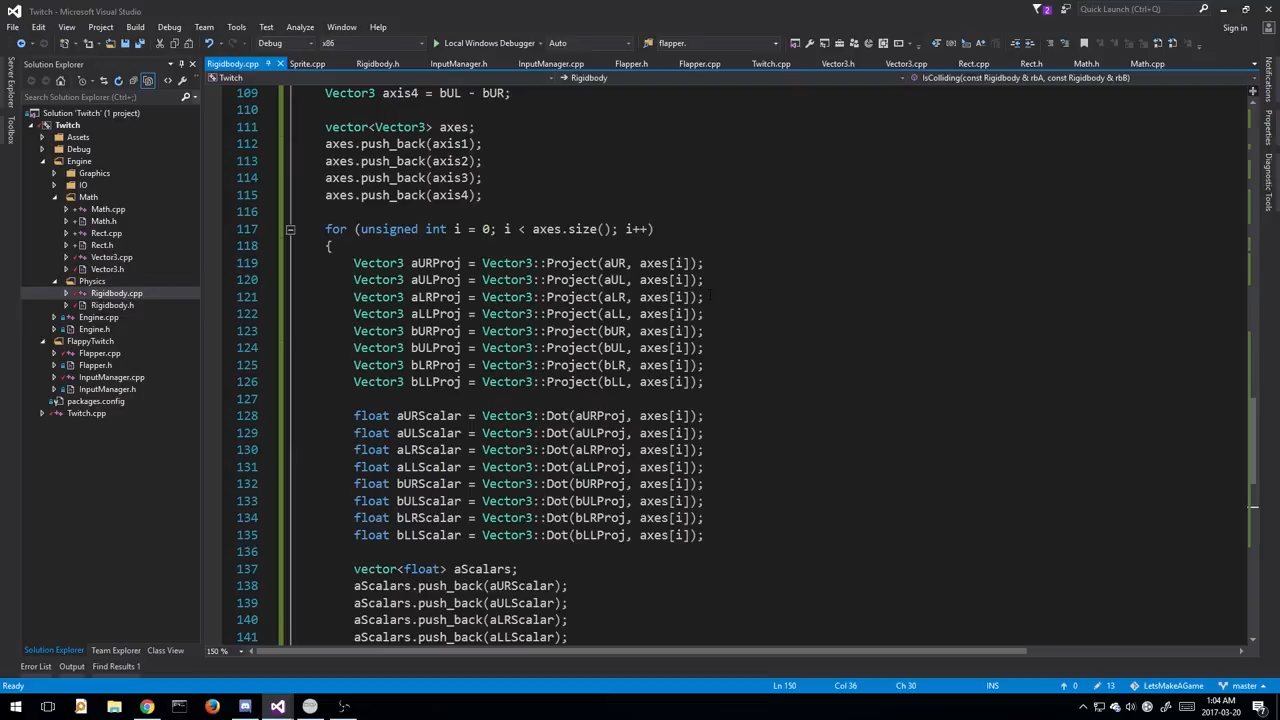 Twitch - Microsoft Visual Studio
2
Quick Launch (Ctrl+Q)
File Edit View Project Build Debug Team Tools Test Analyze Window Help
Sign in
Debug x86 Local Windows Debugger Auto flapper.
Solution Explorer
Rigidbody.cpp Sprite.cpp Rigidbody.h InputManager.h InputManager.cpp Flapper.h Flapper.cpp Twitch.cpp Vector3.h Vector3.cpp Rect.cpp Rect.h Math.h Math.cpp
Twitch Rigidbody IsColliding(const Rigidbody & rbA, const Rigidbody & rbB)
Server Explorer
Toolbox
Notifications
Properties
Diagnostic Tools
Search Solution Explorer (Ctrl+;)
Solution 'Twitch' (1 project)
Twitch
Assets
Debug
Engine
Graphics
IO
Math
Math.cpp
Math.h
Rect.cpp
Rect.h
Vector3.cpp
Vector3.h
Physics
Rigidbody.cpp
Rigidbody.h
Engine.cpp
Engine.h
FlappyTwitch
Flapper.cpp
Flapper.h
InputManager.cpp
InputManager.h
packages.config
Twitch.cpp
109 Vector3 axis4 = bUL - bUR;
110
111 vector<Vector3> axes;
112 axes.push_back(axis1);
113 axes.push_back(axis2);
114 axes.push_back(axis3);
115 axes.push_back(axis4);
116
117 for (unsigned int i = 0; i < axes.size(); i++)
118 {
119 Vector3 aURProj = Vector3::Project(aUR, axes[i]);
120 Vector3 aULProj = Vector3::Project(aUL, axes[i]);
121 Vector3 aLRProj = Vector3::Project(aLR, axes[i]);
122 Vector3 aLLProj = Vector3::Project(aLL, axes[i]);
123 Vector3 bURProj = Vector3::Project(bUR, axes[i]);
124 Vector3 bULProj = Vector3::Project(bUL, axes[i]);
125 Vector3 bLRProj = Vector3::Project(bLR, axes[i]);
126 Vector3 bLLProj = Vector3::Project(bLL, axes[i]);
127
128 float aURScalar = Vector3::Dot(aURProj, axes[i]);
129 float aULScalar = Vector3::Dot(aULProj, axes[i]);
130 float aLRScalar = Vector3::Dot(aLRProj, axes[i]);
131 float aLLScalar = Vector3::Dot(aLLProj, axes[i]);
132 float bURScalar = Vector3::Dot(bURProj, axes[i]);
133 float bULScalar = Vector3::Dot(bULProj, axes[i]);
134 float bLRScalar = Vector3::Dot(bLRProj, axes[i]);
135 float bLLScalar = Vector3::Dot(bLLProj, axes[i]);
136
137 vector<float> aScalars;
138 aScalars.push_back(aURScalar);
139 aScalars.push_back(aULScalar);
140 aScalars.push_back(aLRScalar);
141 aScalars.push_back(aLLScalar);
Solution Explorer Team Explorer Class View
150 %
Error List Output Find Results 1
Ready Ln 150 Col 36 Ch 30 INS 0 13 LetsMakeAGame master
1:04 AM
2017-03-20